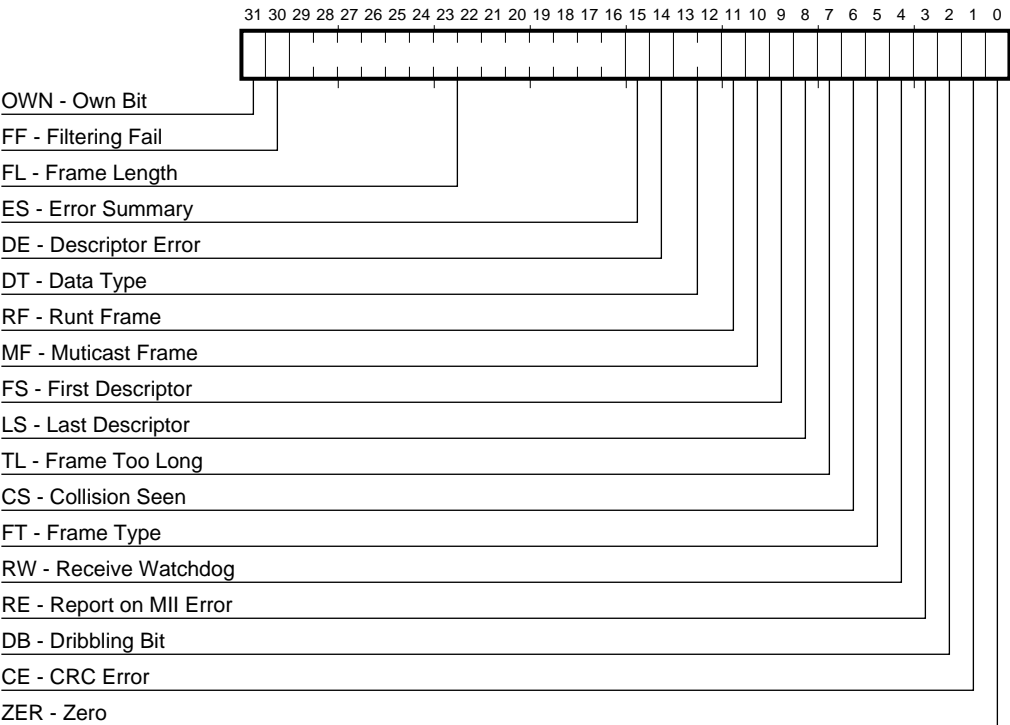 31 30 29 28 27 26 25 24 23 22 21 20 19 18 17 16 15 14 13 12 11 10 9 8 7 6 5 4 3 2 1 0
OWN - Own Bit
FF - Filtering Fail
FL - Frame Length
ES - Error Summary
DE - Descriptor Error
DT - Data Type
RF - Runt Frame
MF - Muticast Frame
FS - First Descriptor
LS - Last Descriptor
TL - Frame Too Long
CS - Collision Seen
FT - Frame Type
RW - Receive Watchdog
RE - Report on MII Error
DB - Dribbling Bit
CE - CRC Error
ZER - Zero